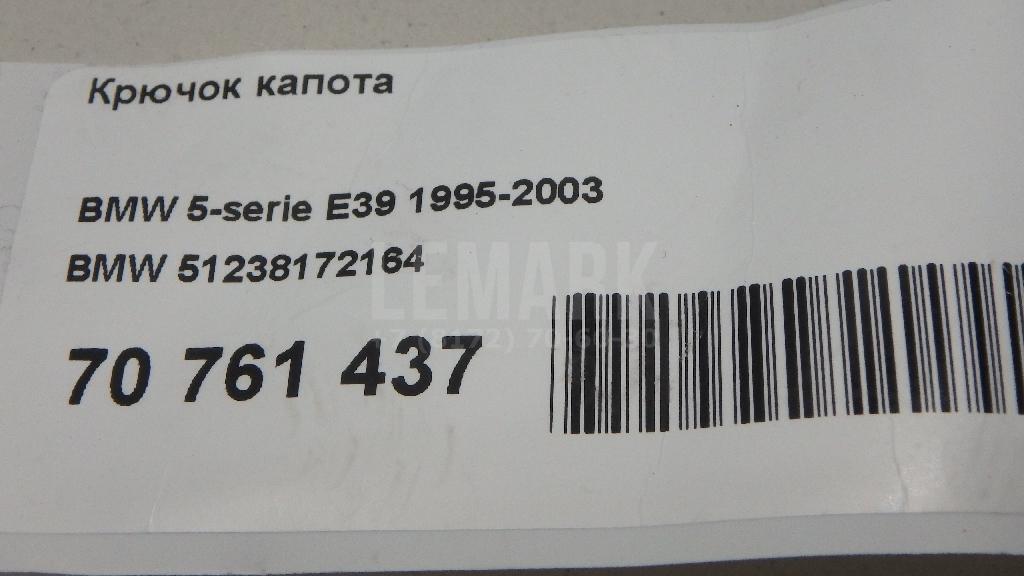 Крючок капота
BMW 5-serie E39 1995-2003
BMW 51238172164
LEMARK
70 761 437